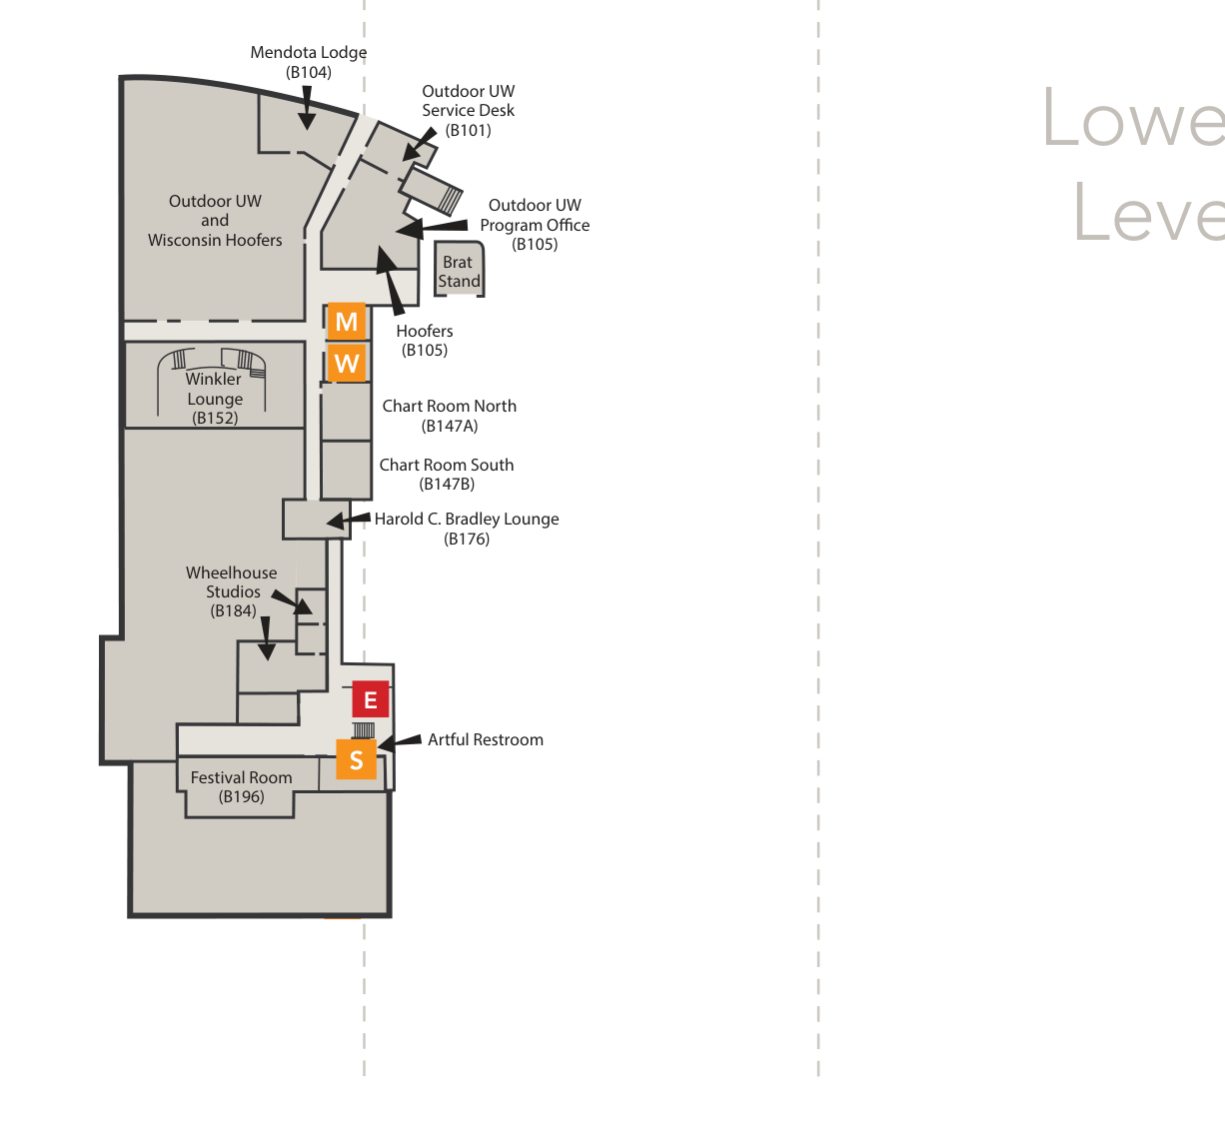 Mendota Lodge
(B104)
Outdoor UW
Service Desk
(B101)
Lowe
Leve
Outdoor UW
and
Wisconsin Hoofers
Outdoor UW
Program Office
(B105)
Brat
Stand
M
Hoofers
(B105)
W
Winkler
Lounge
(B152)
Chart Room North
(B147A)
Chart Room South
(B147B)
Harold C. Bradley Lounge
(B176)
Wheelhouse
Studios
(B184)
E
Artful Restroom
S
Festival Room
(B196)